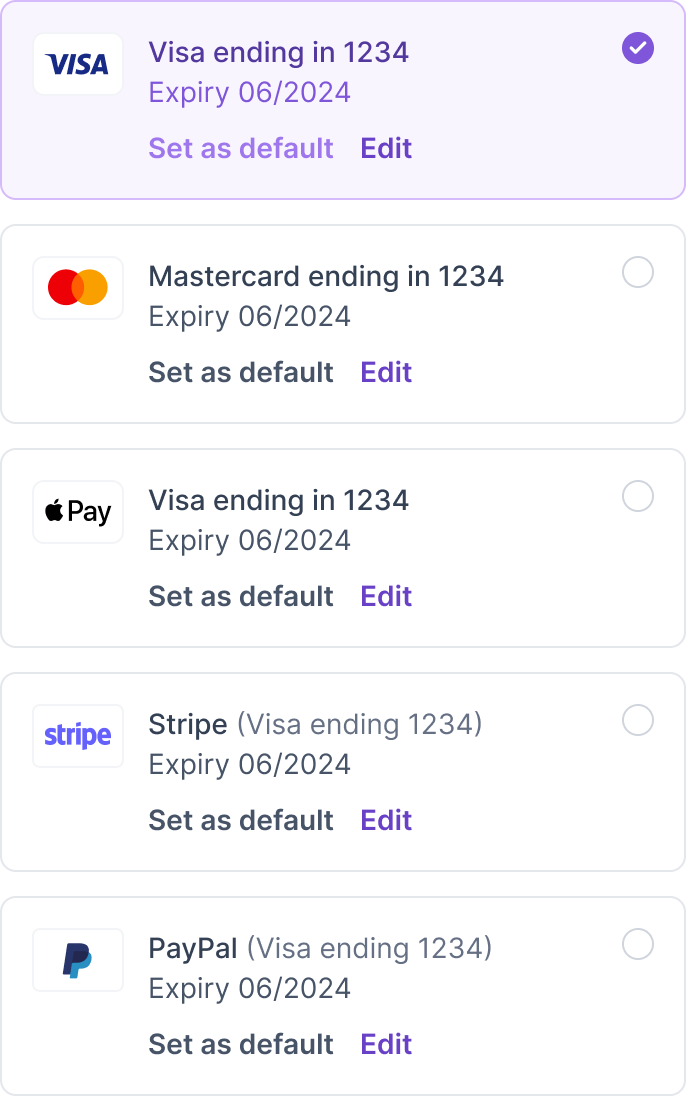 VISA
Visa ending in 1234
Expiry 06/2024
Set as default Edit
Mastercard ending in 1234
Expiry 06/2024
Set as default Edit
Pay
Visa ending in 1234
Expiry 06/2024
Set as default Edit
stripe
Stripe (Visa ending 1234)
Expiry 06/2024
Set as default Edit
PayPal (Visa ending 1234)
Expiry 06/2024
Set as default Edit